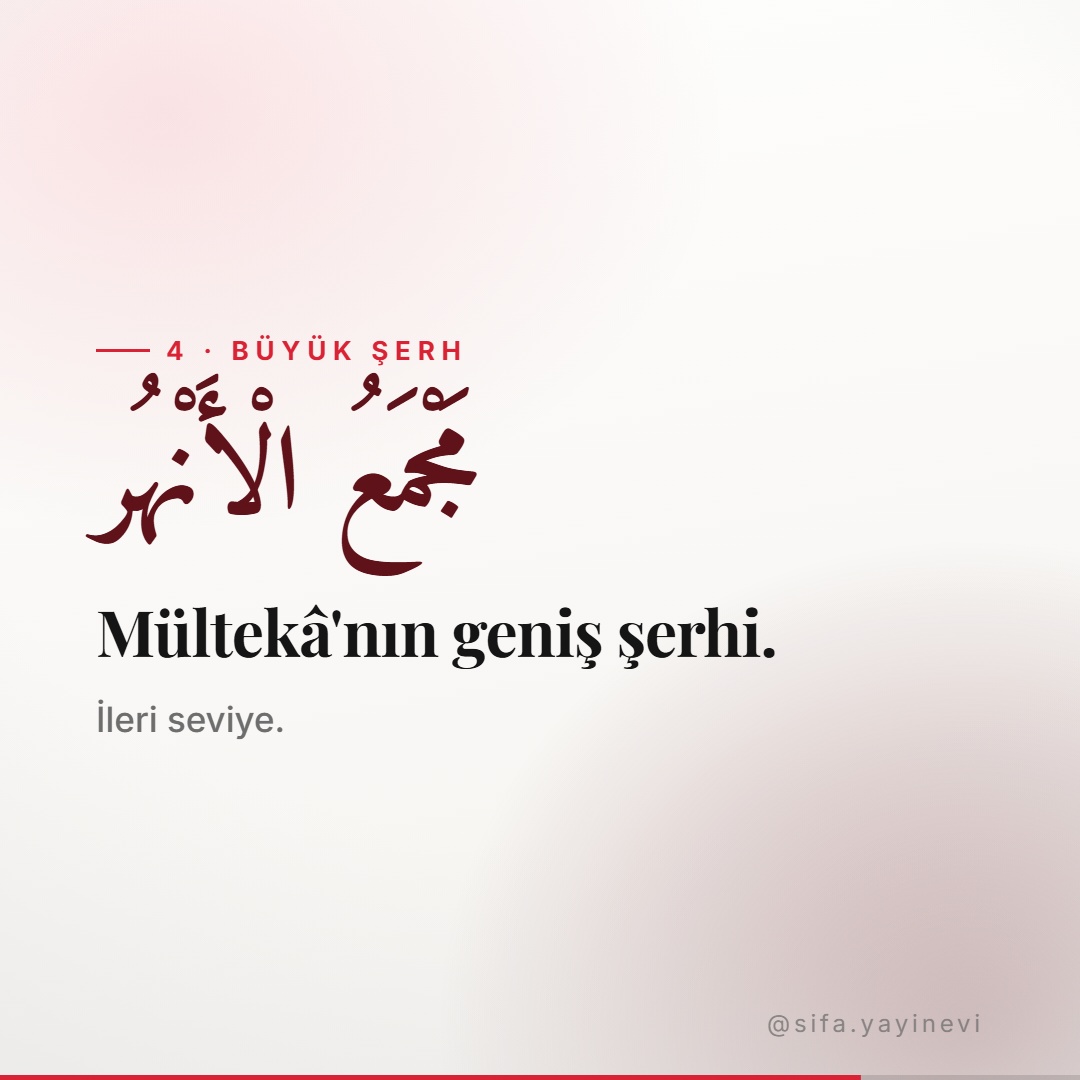 4 · BÜYÜK ŞERH
مَجْمَعُ الْأَنْهُر
Mültekâ'nın geniş şerhi.
İleri seviye.
@sifa.yayinevi